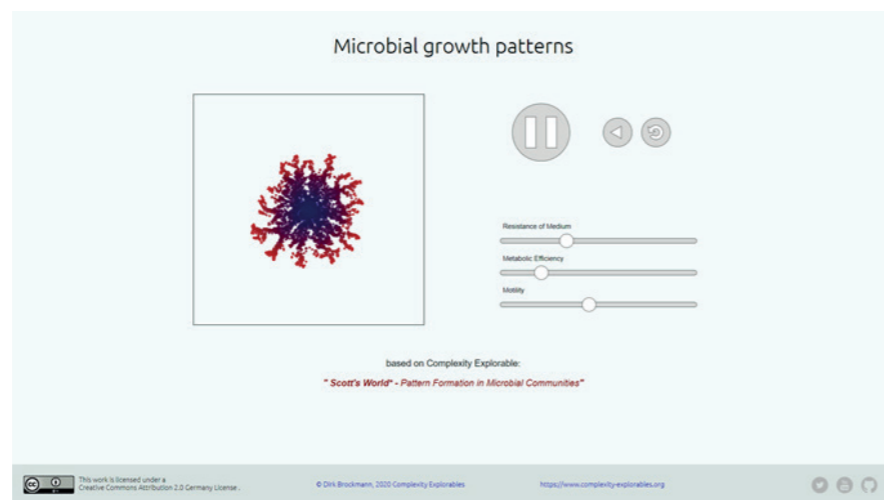 Microbial growth patterns
Resistance of Medium
Metabolic Efficiency
Motility
based on Complexity Explorable:
" Scott's World" - Pattern Formation in Microbial Communities"
This work is licensed under a
Creative Commons Attribution 2.0 Germany License.
© Dirk Brockmann, 2020 Complexity Explorables
https://www.complexity-explorables.org